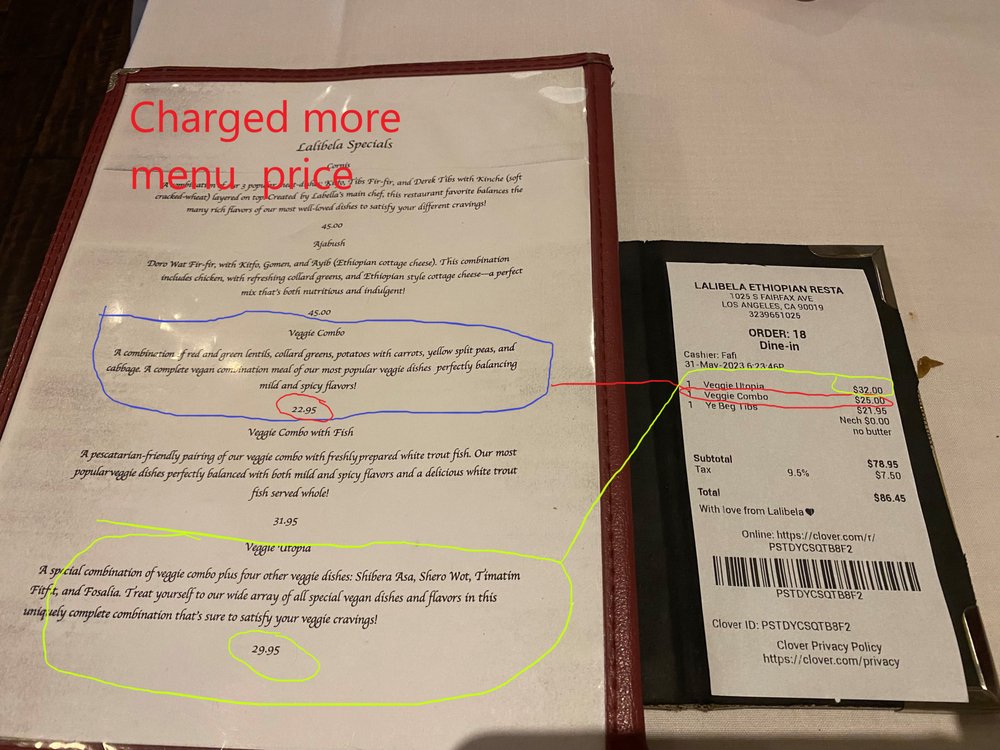 Charged more
menu price
Lalibela Specials
Cornis
A combination of our 3 popular meat-dishes Kitfo, Tibs Fir-fir, and Derek Tibs with Kinche (soft
cracked-wheat) layered on top. Created by Labella's main chef, this restaurant favorite balances the
many rich flavors of our most well-loved dishes to satisfy your different cravings!
45.00
Ajabush
Doro Wat Fir-fir, with Kitfo, Gomen, and Ayib (Ethiopian cottage cheese). This combination
includes chicken, with refreshing collard greens, and Ethiopian style cottage cheese—a perfect
mix that's both nutritious and indulgent!
45.00
Veggie Combo
A combination of red and green lentils, collard greens, potatoes with carrots, yellow split peas, and
cabbage. A complete vegan combination meal of our most popular veggie dishes perfectly balancing
mild and spicy flavors!
22.95
Veggie Combo with Fish
A pescatarian-friendly pairing of our veggie combo with freshly prepared white trout fish. Our most
popular veggie dishes perfectly balanced with both mild and spicy flavors and a delicious white trout
fish served whole!
31.95
Veggie Utopia
A special combination of veggie combo plus four other veggie dishes: Shibera Asa, Shero Wot, Timatim
Fitfit, and Fosalia. Treat yourself to our wide array of all special vegan dishes and flavors in this
uniquely complete combination that's sure to satisfy your veggie cravings!
29.95
LALIBELA ETHIOPIAN RESTA
1025 S FAIRFAX AVE
LOS ANGELES, CA 90019
3239651025
ORDER: 18
Dine-in
Cashier: Fafi
31-May-2023 6:23:46P
1 Veggie Utopia $32.00
1 Veggie Combo $25.00
1 Ye Beg Tibs $21.95
Nech $0.00
no butter
Subtotal $78.95
Tax 9.5% $7.50
Total $86.45
With love from Lalibela🖤
Online: https://clover.com/r/
PSTDYCSQTB8F2
PSTDYCSQTB8F2
Clover ID: PSTDYCSQTB8F2
Clover Privacy Policy
https://clover.com/privacy